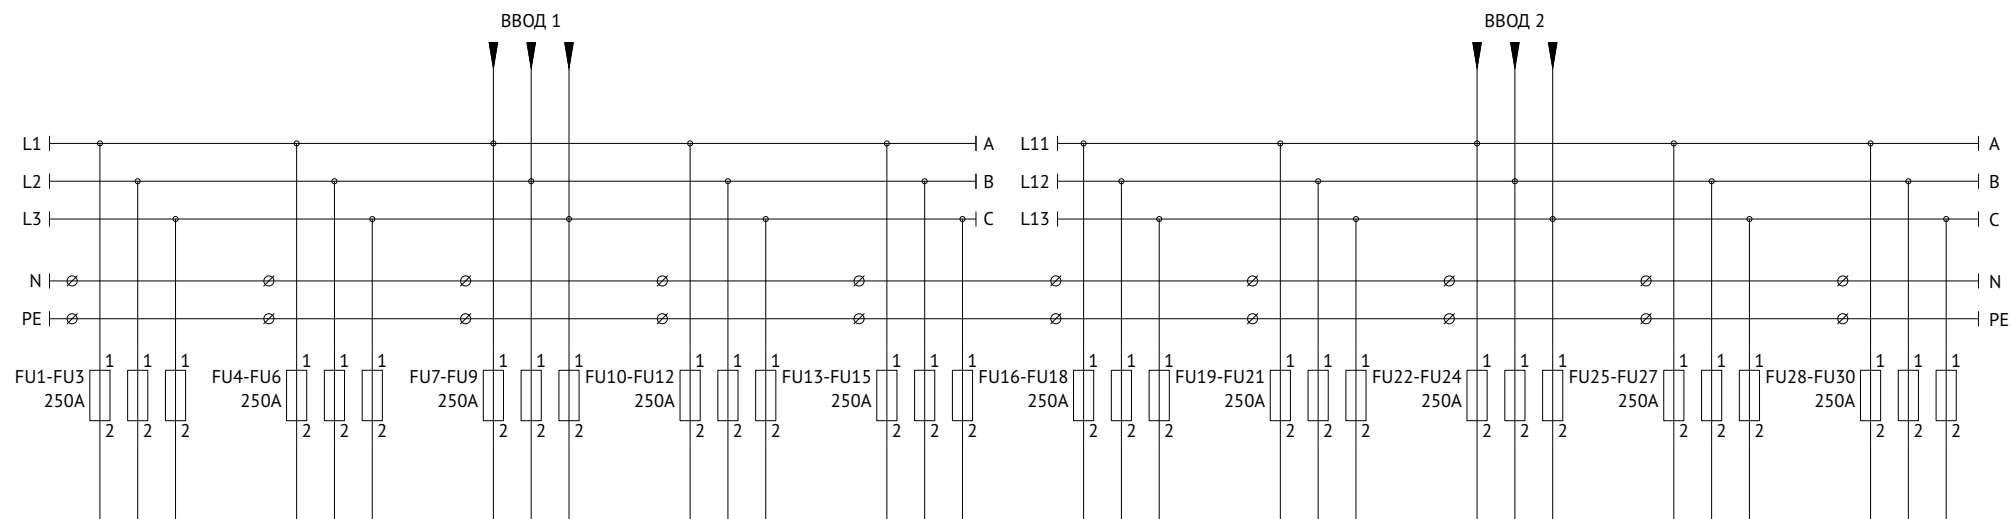 ВВОД 1 ВВОД 2
L1 A L11 A
L2 B L12 B
L3 C L13 C
N N
PE PE
1 1 1 1 1 1 1 1 1 1 1 1 1 1 1 1 1 1 1 1 1 1 1 1 1 1 1 1 1 1
FU1-FU3 FU4-FU6 FU7-FU9 FU10-FU12 FU13-FU15 FU16-FU18 FU19-FU21 FU22-FU24 FU25-FU27 FU28-FU30
250A 250A 250A 250A 250A 250A 250A 250A 250A 250A
2 2 2 2 2 2 2 2 2 2 2 2 2 2 2 2 2 2 2 2 2 2 2 2 2 2 2 2 2 2